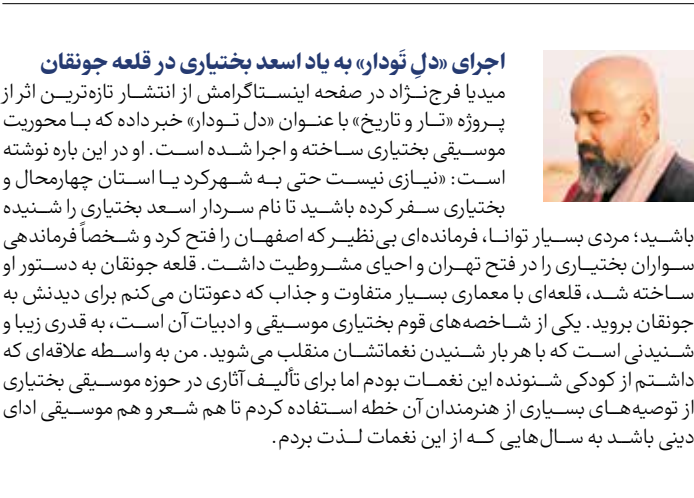 اجرای «دلِ تَودار» به یاد اسعد بختیاری در قلعه جونقان
میدیا فرج‌نژاد در صفحه اینستاگرامش از انتشار تازه‌ترین اثر از
پروژه «تار و تاریخ» با عنوان «دل تودار» خبر داده که با محوریت
موسیقی بختیاری ساخته و اجرا شده است. او در این باره نوشته
است: «نیازی نیست حتی به شهرکرد یا استان چهارمحال و
بختیاری سفر کرده باشید تا نام سردار اسعد بختیاری را شنیده
باشید؛ مردی بسیار توانا، فرمانده‌ای بی‌نظیر که اصفهان را فتح کرد و شخصاً فرماندهی
سواران بختیاری را در فتح تهران و احیای مشروطیت داشت. قلعه جونقان به دستور او
ساخته شد، قلعه‌ای با معماری بسیار متفاوت و جذاب که دعوتتان می‌کنم برای دیدنش به
جونقان بروید. یکی از شاخصه‌های قوم بختیاری موسیقی و ادبیات آن است، به قدری زیبا و
شنیدنی است که با هر بار شنیدن نغماتشان منقلب می‌شوید. من به واسطه علاقه‌ای که
داشتم از کودکی شنونده این نغمات بودم اما برای تألیف آثاری در حوزه موسیقی بختیاری
از توصیه‌های بسیاری از هنرمندان آن خطه استفاده کردم تا هم شعر و هم موسیقی ادای
دینی باشد به سال‌هایی که از این نغمات لذت بردم.